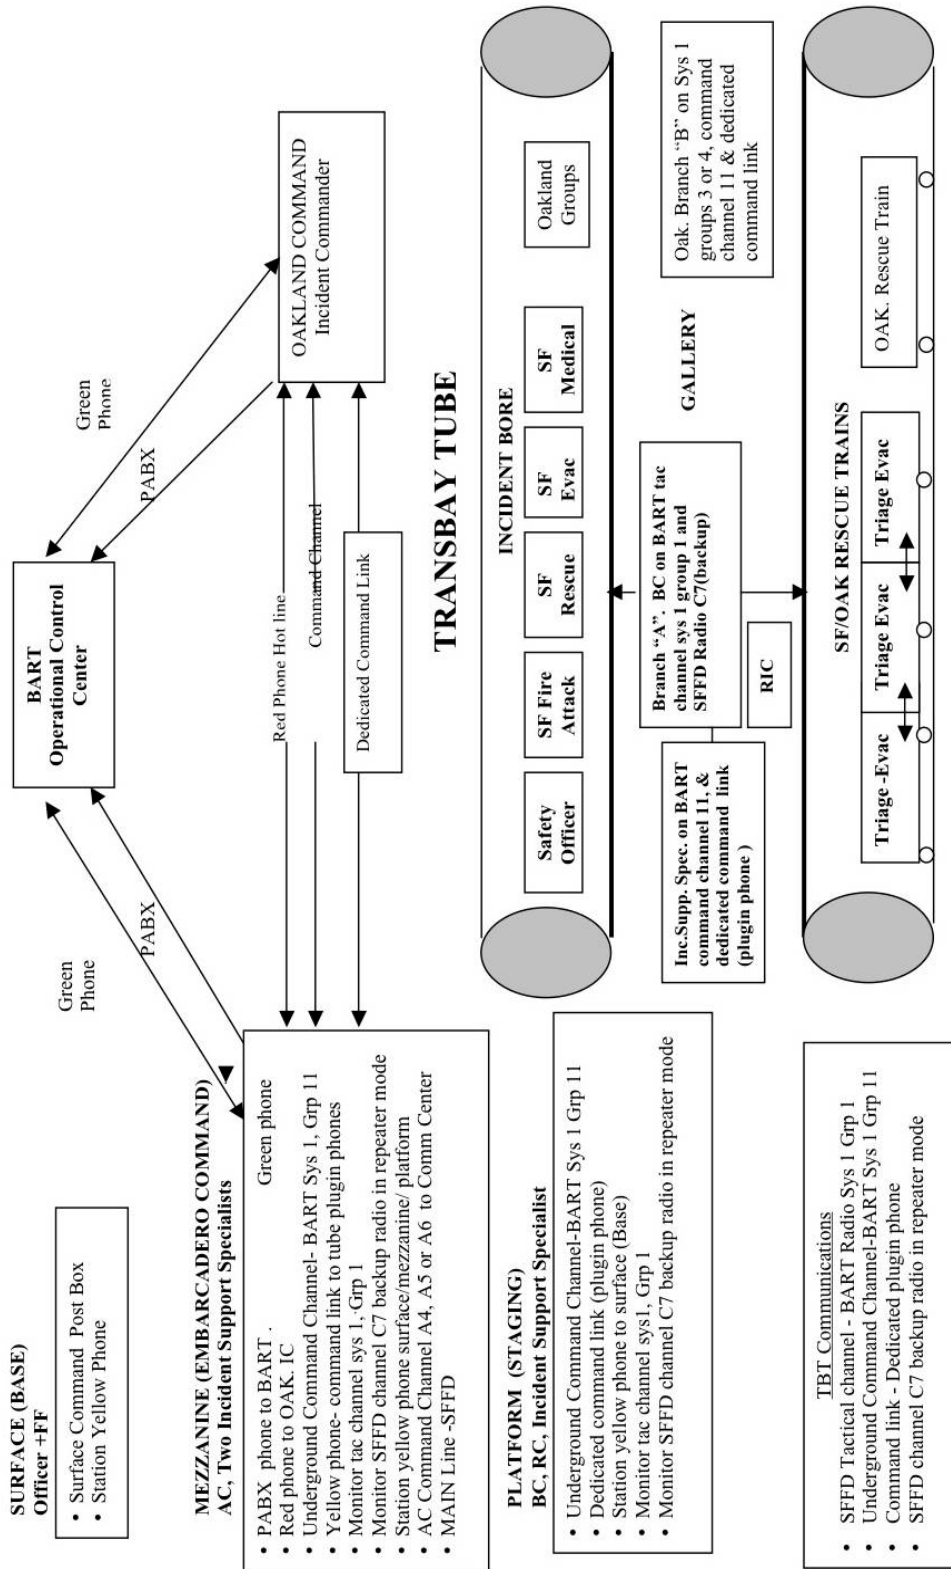 SURFACE (BASE)
Officer +FF
• Surface Command Post Box
• Station Yellow Phone
MEZZANINE (EMBARCADERO COMMAND)
AC, Two Incident Support Specialists
• PABX phone to BART . Green phone
• Red phone to OAK. IC
• Underground Command Channel- BART Sys 1, Grp 11
• Yellow phone- command link to tube plugin phones
• Monitor tac channel sys 1, Grp 1
• Monitor SFFD channel C7 backup radio in repeater mode
• Station yellow phone surface/mezzanine/ platform
• AC Command Channel A4, A5 or A6 to Comm Center
• MAIN Line -SFFD
PLATFORM (STAGING)
BC, RC, Incident Support Specialist
• Underground Command Channel-BART Sys 1 Grp 11
• Dedicated command link (plugin phone)
• Station yellow phone to surface (Base)
• Monitor tac channel sys1, Grp 1
• Monitor SFFD channel C7 backup radio in repeater mode
TBT Communications
• SFFD Tactical channel - BART Radio Sys 1 Grp 1
• Underground Command Channel-BART Sys 1 Grp 11
• Command link - Dedicated plugin phone
• SFFD channel C7 backup radio in repeater mode
BART
Operational Control
Center
Green
Phone
PABX
Green
Phone
PABX
OAKLAND COMMAND
Incident Commander
Red Phone Hot line
Command Channel
Dedicated Command Link
TRANSBAY TUBE
INCIDENT BORE
Safety
Officer
SF Fire
Attack
SF
Rescue
SF
Evac
SF
Medical
Oakland
Groups
Inc.Supp. Spec. on BART
command channel 11, &
dedicated command link
(plugin phone )
Branch “A” . BC on BART tac
channel sys 1 group 1 and
SFFD Radio C7(backup)
RIC
GALLERY
Oak. Branch “B” on Sys 1
groups 3 or 4, command
channel 11 & dedicated
command link
SF/OAK RESCUE TRAINS
Triage -Evac
Triage Evac
Triage Evac
OAK. Rescue Train